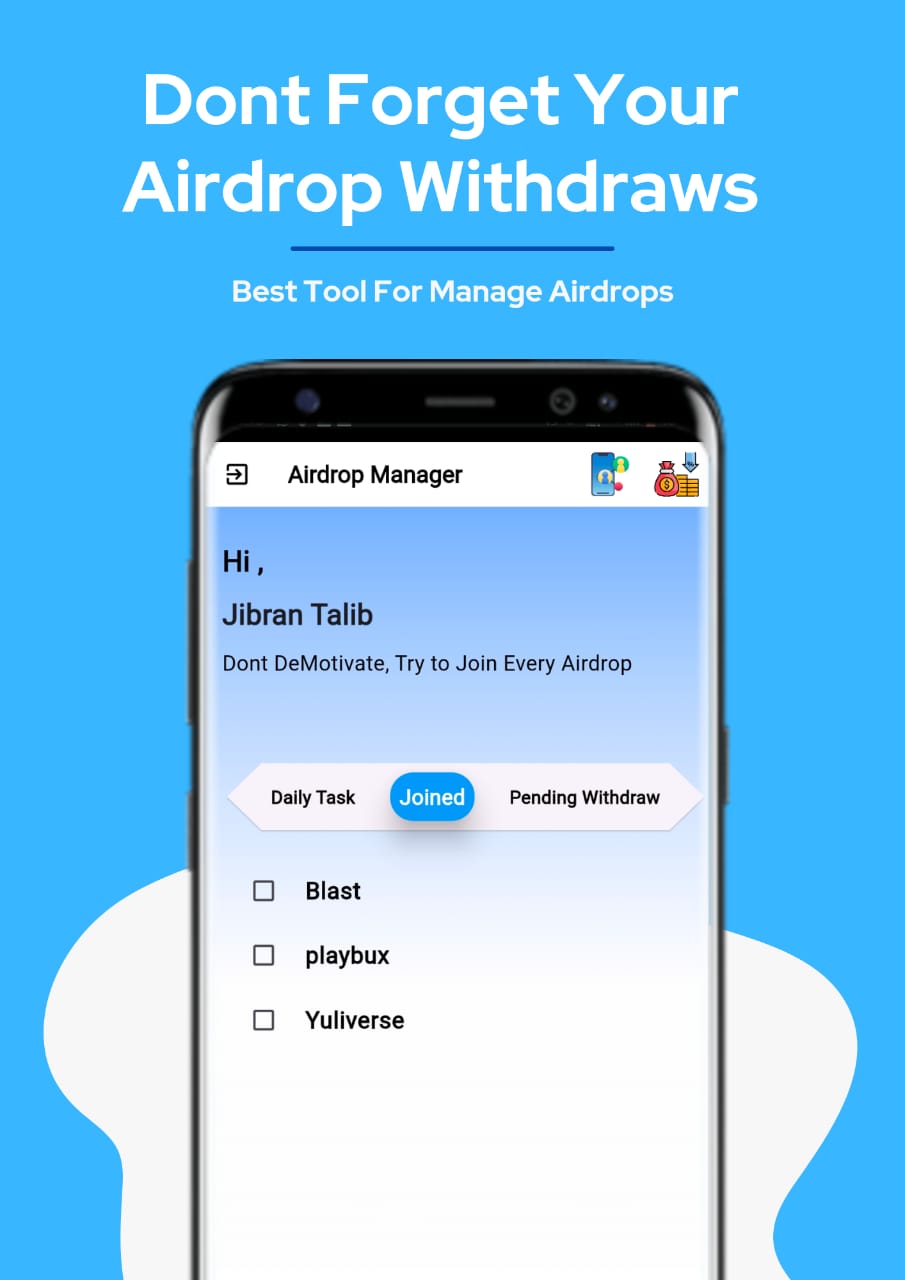 Dont Forget Your
Airdrop Withdraws
Best Tool For Manage Airdrops
Airdrop Manager
Hi ,
Jibran Talib
Dont DeMotivate, Try to Join Every Airdrop
Daily Task Joined Pending Withdraw
Blast
playbux
Yuliverse